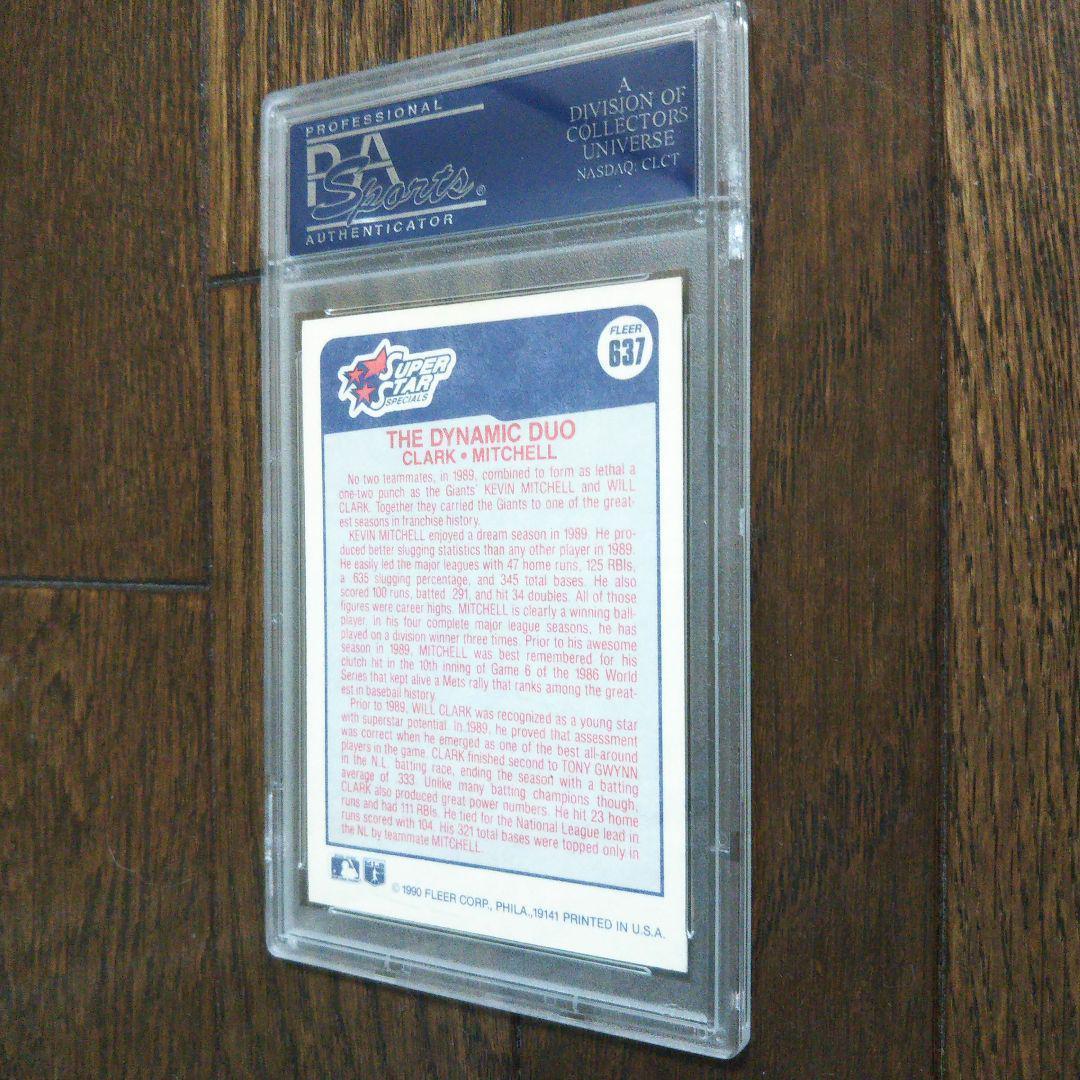 PROFESSIONAL
PSA
Sports®
AUTHENTICATOR
A
DIVISION OF
COLLECTORS
UNIVERSE
NASDAQ: CLCT
SUPER
STAR
SPECIALS
FLEER
637
THE DYNAMIC DUO
CLARK • MITCHELL
No two teammates, in 1989, combined to form as lethal a
one-two punch as the Giants' KEVIN MITCHELL and WILL
CLARK. Together they carried the Giants to one of the great-
est seasons in franchise history.
KEVIN MITCHELL enjoyed a dream season in 1989. He pro-
duced better slugging statistics than any other player in 1989.
He easily led the major leagues with 47 home runs, 125 RBIs,
a .635 slugging percentage, and 345 total bases. He also
scored 100 runs, batted .291, and hit 34 doubles. All of those
figures were career highs. MITCHELL is clearly a winning ball-
player. In his four complete major league seasons, he has
played on a division winner three times. Prior to his awesome
season in 1989, MITCHELL was best remembered for his
clutch hit in the 10th inning of Game 6 of the 1986 World
Series that kept alive a Mets rally that ranks among the great-
est in baseball history.
Prior to 1989, WILL CLARK was recognized as a young star
with superstar potential. In 1989, he proved that assessment
was correct when he emerged as one of the best all-around
players in the game. CLARK finished second to TONY GWYNN
in the N.L. batting race, ending the season with a batting
average of .333. Unlike many batting champions though,
CLARK also produced great power numbers. He hit 23 home
runs and had 111 RBIs. He tied for the National League lead in
runs scored with 104. His 321 total bases were topped only in
the NL by teammate MITCHELL.
© 1990 FLEER CORP., PHILA., 19141 PRINTED IN U.S.A.